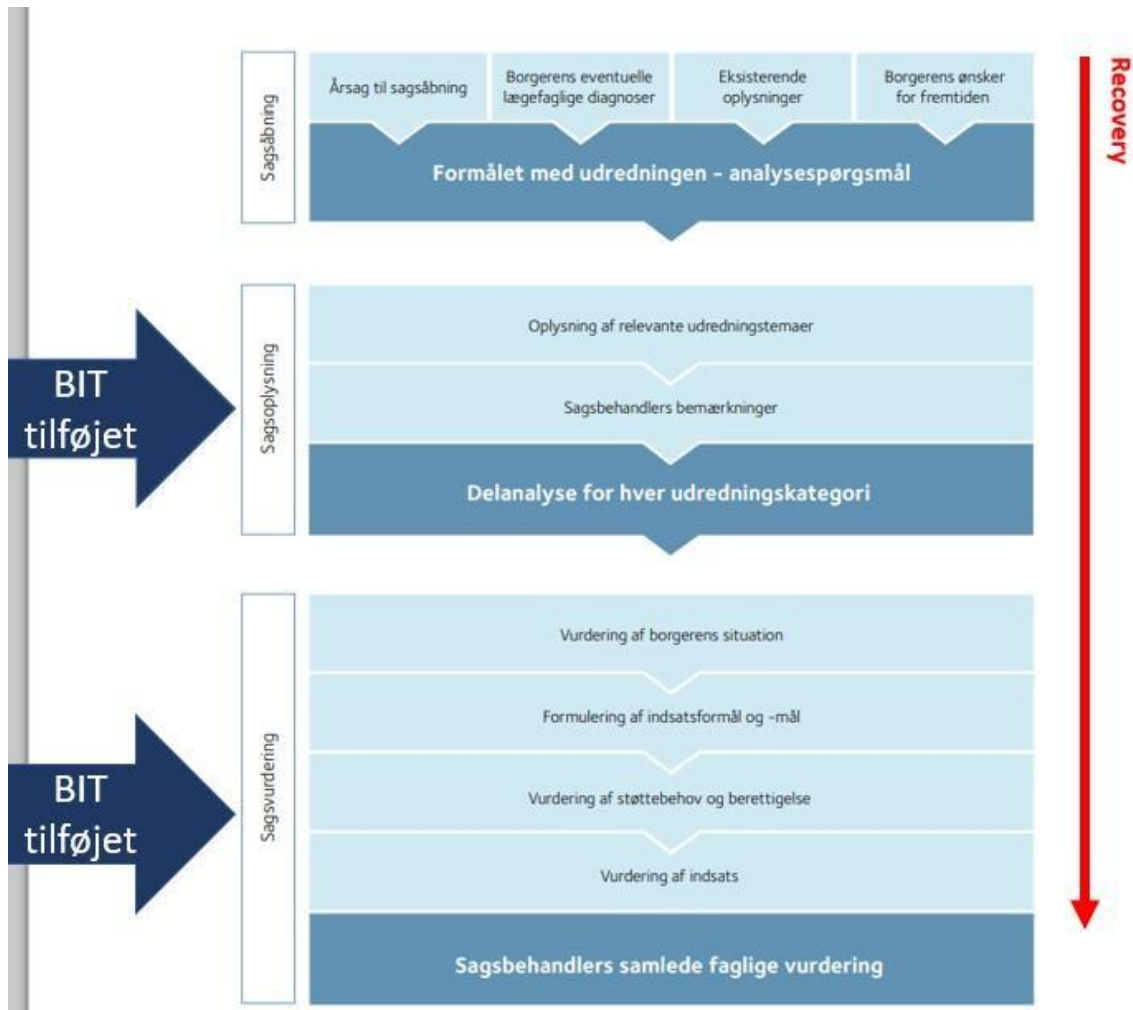 Sagsåbning
Årsag til sagsåbning
Borgerens eventuelle
lægefaglige diagnoser
Eksisterende
oplysninger
Borgerens ønsker
for fremtiden
Formålet med udredningen – analysespørgsmål
Recovery
BIT
tilføjet
Sagsoplysning
Oplysning af relevante udredningstemaer
Sagsbehandlers bemærkninger
Delanalyse for hver udredningskategori
BIT
tilføjet
Sagsvurdering
Vurdering af borgerens situation
Formulering af indsatsformål og -mål
Vurdering af støttebehov og berettigelse
Vurdering af indsats
Sagsbehandlers samlede faglige vurdering